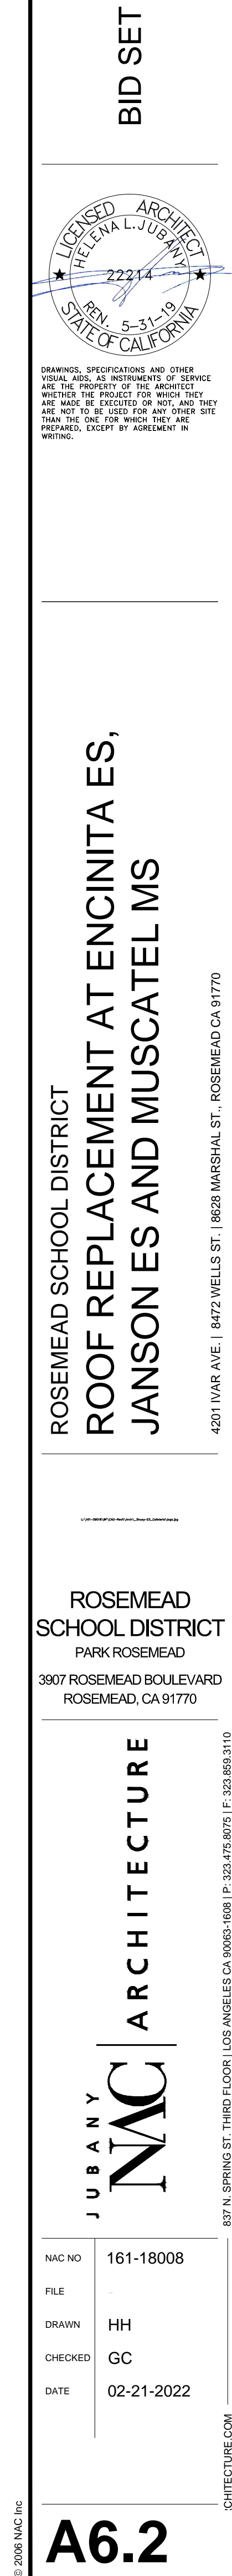 BID SET
LICENSED ARCHITECT
HELENA L. JUBANY
22214
REN. 5-31-19
STATE OF CALIFORNIA
DRAWINGS, SPECIFICATIONS AND OTHER
VISUAL AIDS, AS INSTRUMENTS OF SERVICE
ARE THE PROPERTY OF THE ARCHITECT
WHETHER THE PROJECT FOR WHICH THEY
ARE MADE BE EXECUTED OR NOT, AND THEY
ARE NOT TO BE USED FOR ANY OTHER SITE
THAN THE ONE FOR WHICH THEY ARE
PREPARED, EXCEPT BY AGREEMENT IN
WRITING.
ROSEMEAD SCHOOL DISTRICT
ROOF REPLACEMENT AT ENCINITA ES,
JANSON ES AND MUSCATEL MS
4201 IVAR AVE. | 8472 WELLS ST. | 8628 MARSHAL ST., ROSEMEAD CA 91770
ROSEMEAD
SCHOOL DISTRICT
PARK ROSEMEAD
3907 ROSEMEAD BOULEVARD
ROSEMEAD, CA 91770
JUBANY
NAC | ARCHITECTURE
837 N. SPRING ST. THIRD FLOOR | LOS ANGELES CA 90063-1608 | P: 323.475.8075 | F: 323.859.3110
NAC NO 161-18008
FILE -
DRAWN HH
CHECKED GC
DATE 02-21-2022
CHITECTURE.COM
© 2006 NAC Inc
A6.2